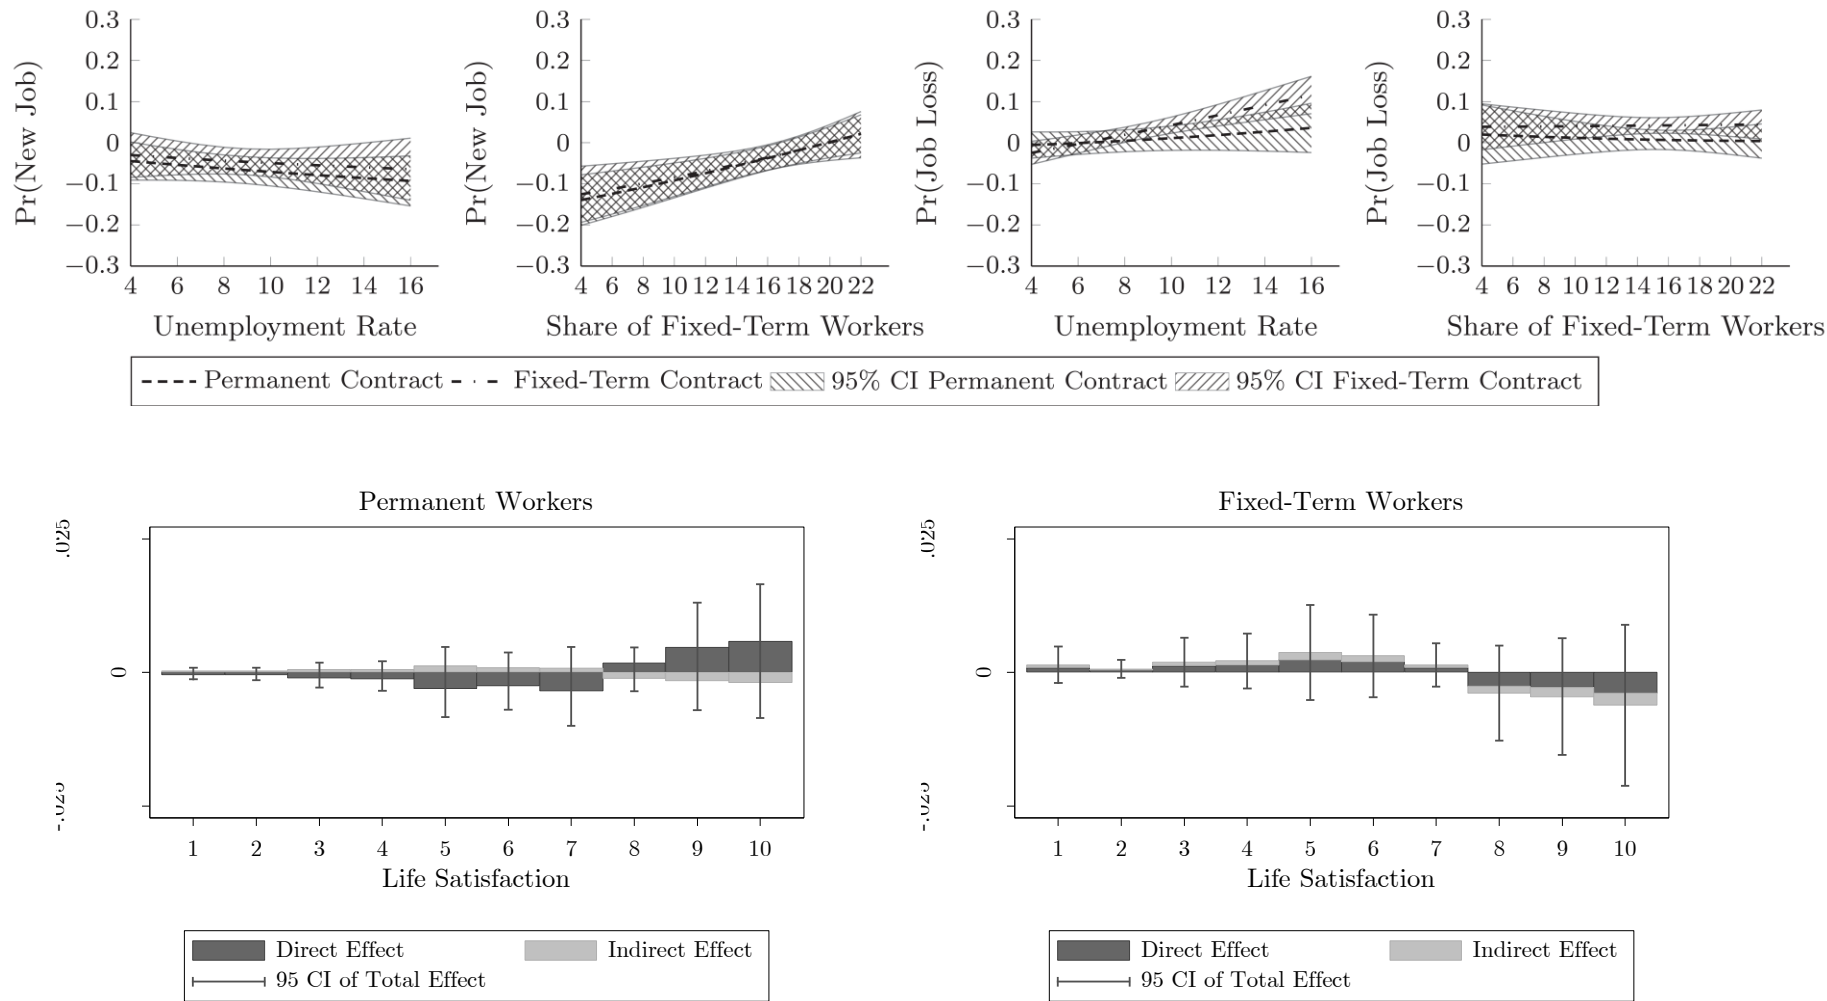 0.3 0.2 0.1 0 −0.1 −0.2 −0.3
Pr(New Job)
4 6 8 10 12 14 16
Unemployment Rate
0.3 0.2 0.1 0 −0.1 −0.2 −0.3
Pr(New Job)
4 6 8 10 12 14 16 18 20 22
Share of Fixed-Term Workers
0.3 0.2 0.1 0 −0.1 −0.2 −0.3
Pr(Job Loss)
4 6 8 10 12 14 16
Unemployment Rate
0.3 0.2 0.1 0 −0.1 −0.2 −0.3
Pr(Job Loss)
4 6 8 10 12 14 16 18 20 22
Share of Fixed-Term Workers
Permanent Contract Fixed-Term Contract 95% CI Permanent Contract 95% CI Fixed-Term Contract
Permanent Workers
.025
0
-.025
1 2 3 4 5 6 7 8 9 10
Life Satisfaction
Direct Effect Indirect Effect
95 CI of Total Effect
Fixed-Term Workers
.025
0
-.025
1 2 3 4 5 6 7 8 9 10
Life Satisfaction
Direct Effect Indirect Effect
95 CI of Total Effect